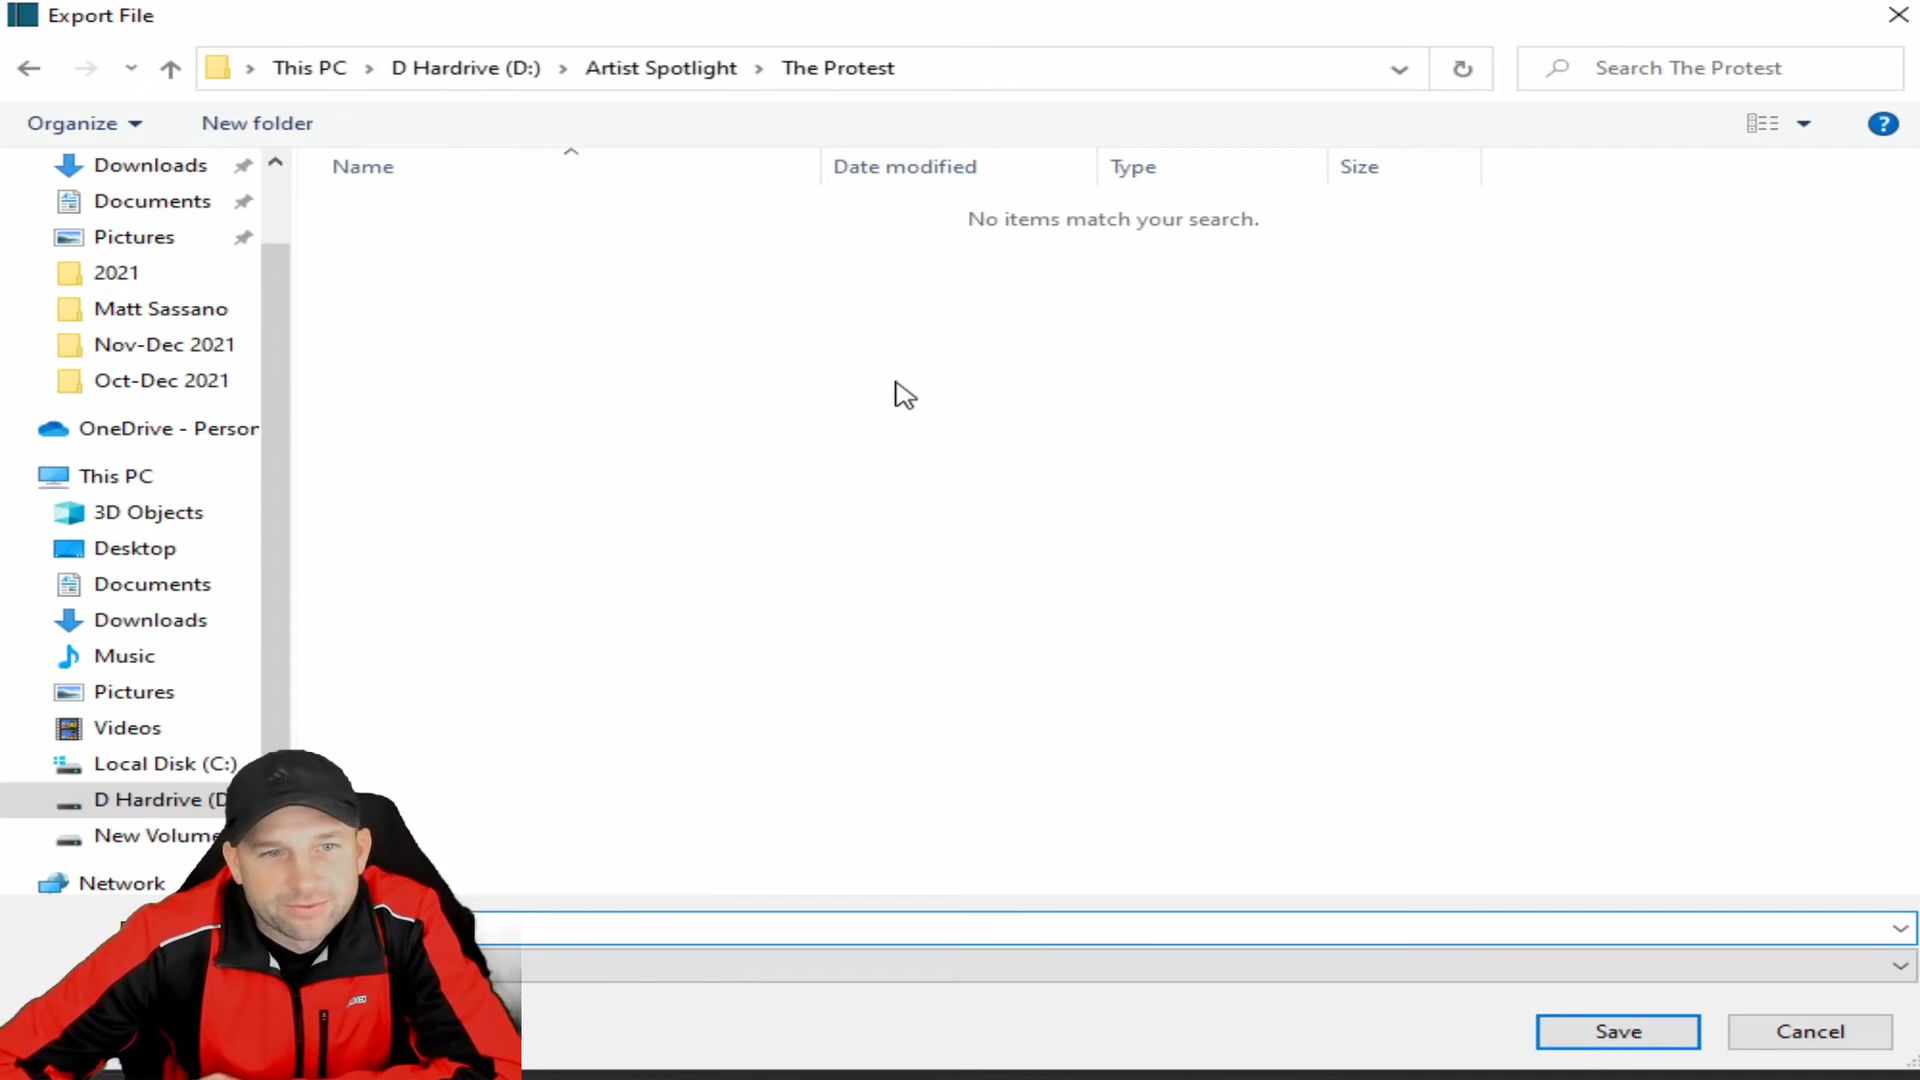 Export File
This PC
D Hardrive (D:)
Artist Spotlight
The Protest
Search The Protest
Organize
New folder
?
Name
Date modified
Type
Size
No items match your search.
Downloads
Documents
Pictures
2021
Matt Sassano
Nov-Dec 2021
Oct-Dec 2021
OneDrive - Person
This PC
3D Objects
Desktop
Documents
Downloads
Music
Pictures
Videos
Local Disk (C:)
D Hardrive (D
New Volume
Network
Save
Cancel